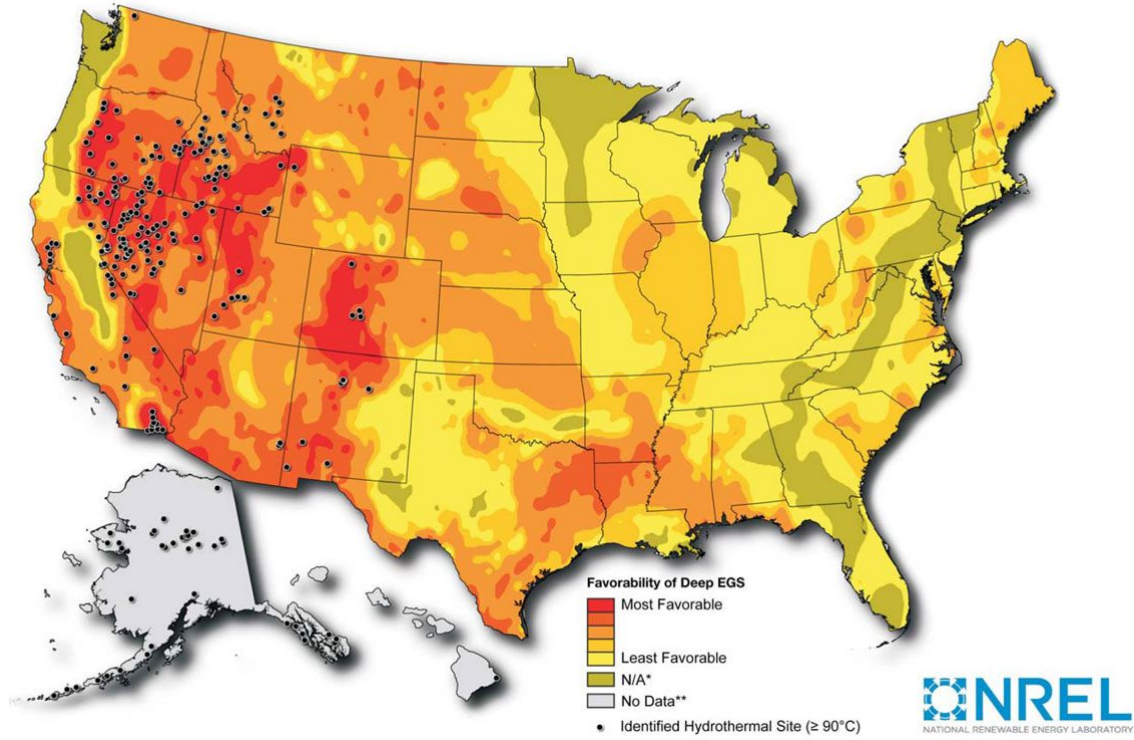 Favorability of Deep EGS
Most Favorable
Least Favorable
N/A*
No Data**
Identified Hydrothermal Site (≥ 90°C)
NREL
NATIONAL RENEWABLE ENERGY LABORATORY